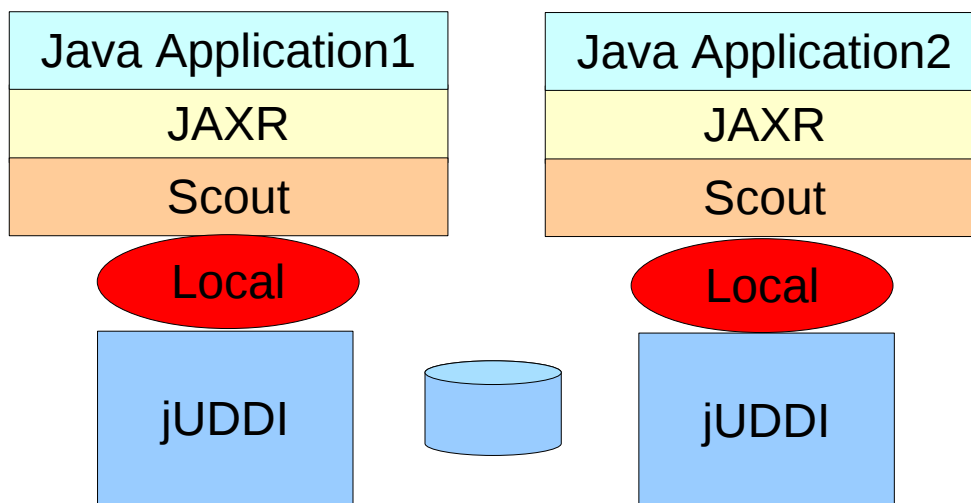 Java Application1
JAXR
Scout
Local
jUDDI
Java Application2
JAXR
Scout
Local
jUDDI